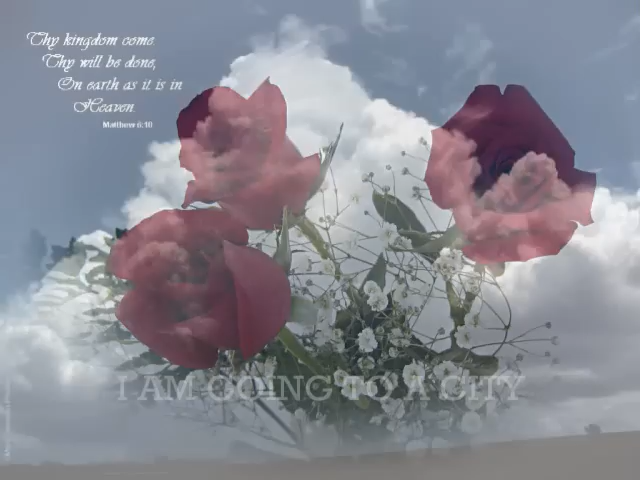 Thy kingdom come.
Thy will be done,
On earth as it is in
Heaven.
Matthew 6:10
I AM GOING TO A CITY